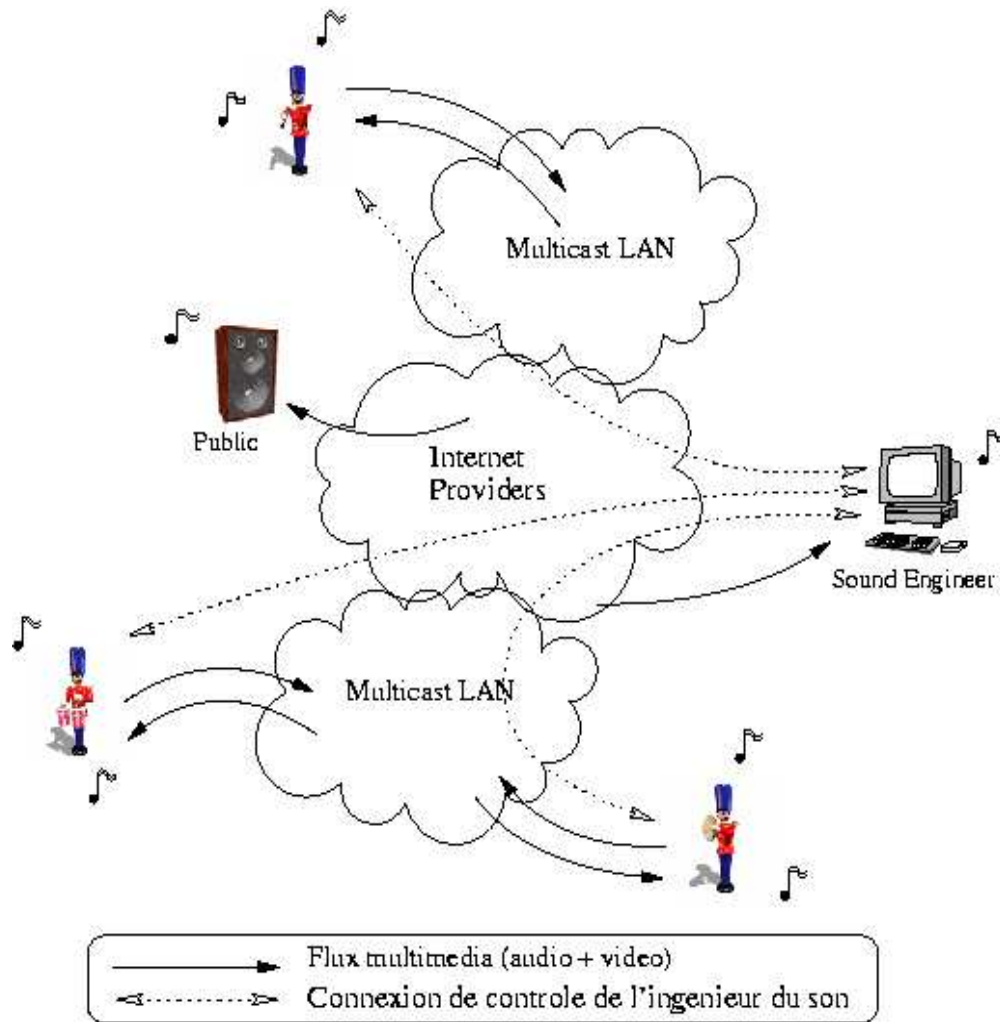 Multicast LAN
Public
Internet
Providers
Sound Engineer
Multicast LAN
Flux multimedia (audio + video)
Connexion de controle de l'ingenieur du son